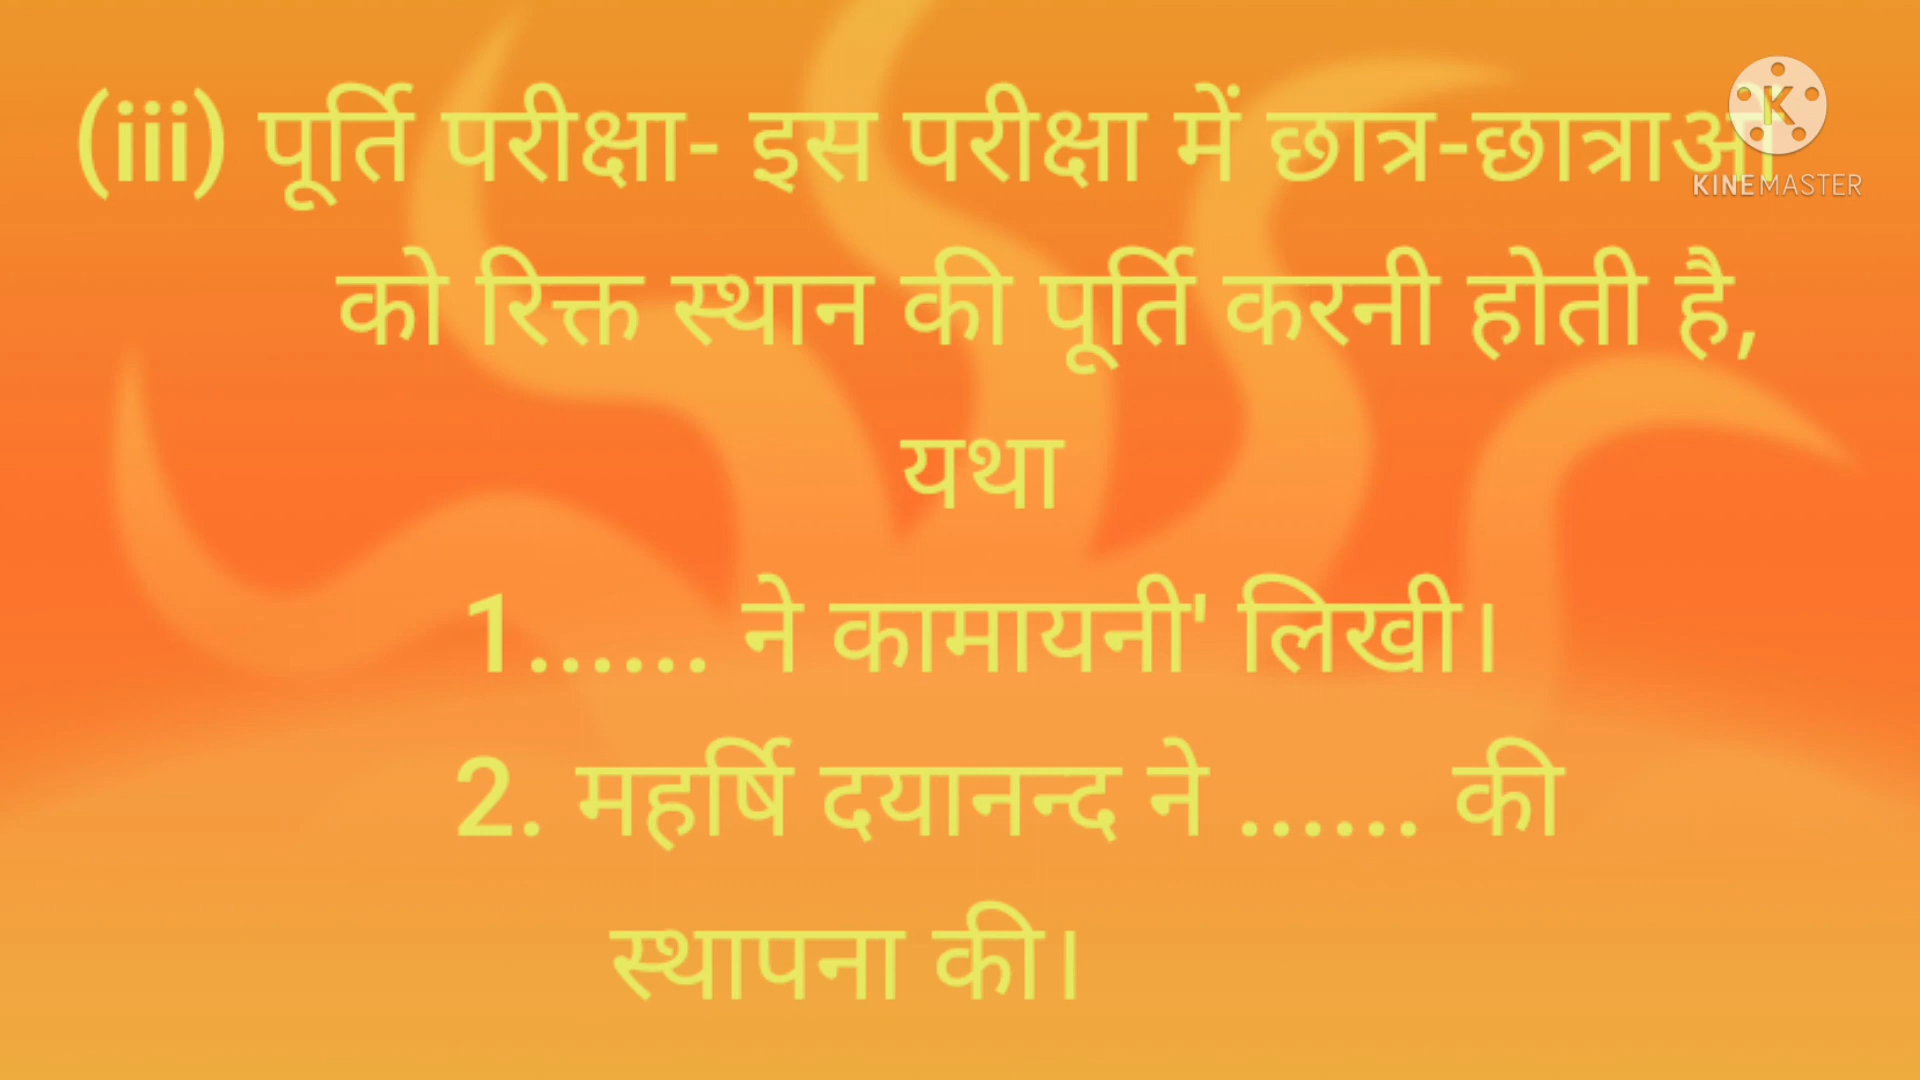 (iii) पूर्ति परीक्षा- इस परीक्षा में छात्र-छात्राओं
को रिक्त स्थान की पूर्ति करनी होती है,
यथा
1...... ने कामायनी' लिखी।
2. महर्षि दयानन्द ने ...... की
स्थापना की।
K
KINEMASTER